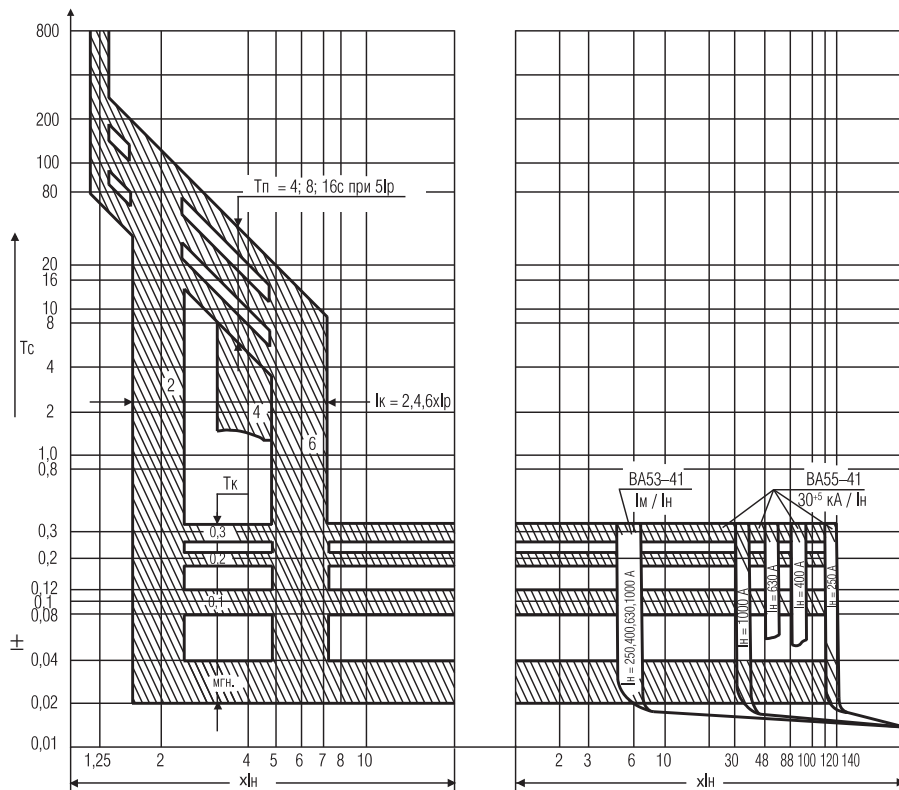 800
200
100
80
20
16
10
8
4
2
1,0
0,8
0,3
0,2
0,12
0,1
0,08
0,04
0,02
0,01
Тс
Тп = 4; 8; 16с при 5Iр
2
4
6
Iк = 2,4,6хIр
Тк
0,3
0,2
0,1
мгн.
1,25 2 4 5 6 7 8 10
хIн
ВА53–41
Iм / Iн
ВА55–41
30⁺⁵ кА / Iн
Iн = 250,400,630,1000 А
Iн = 1000 А
Iн = 630 А
Iн = 400 А
Iн = 250 А
2 3 6 10 30 48 88 100 120 140
хIн